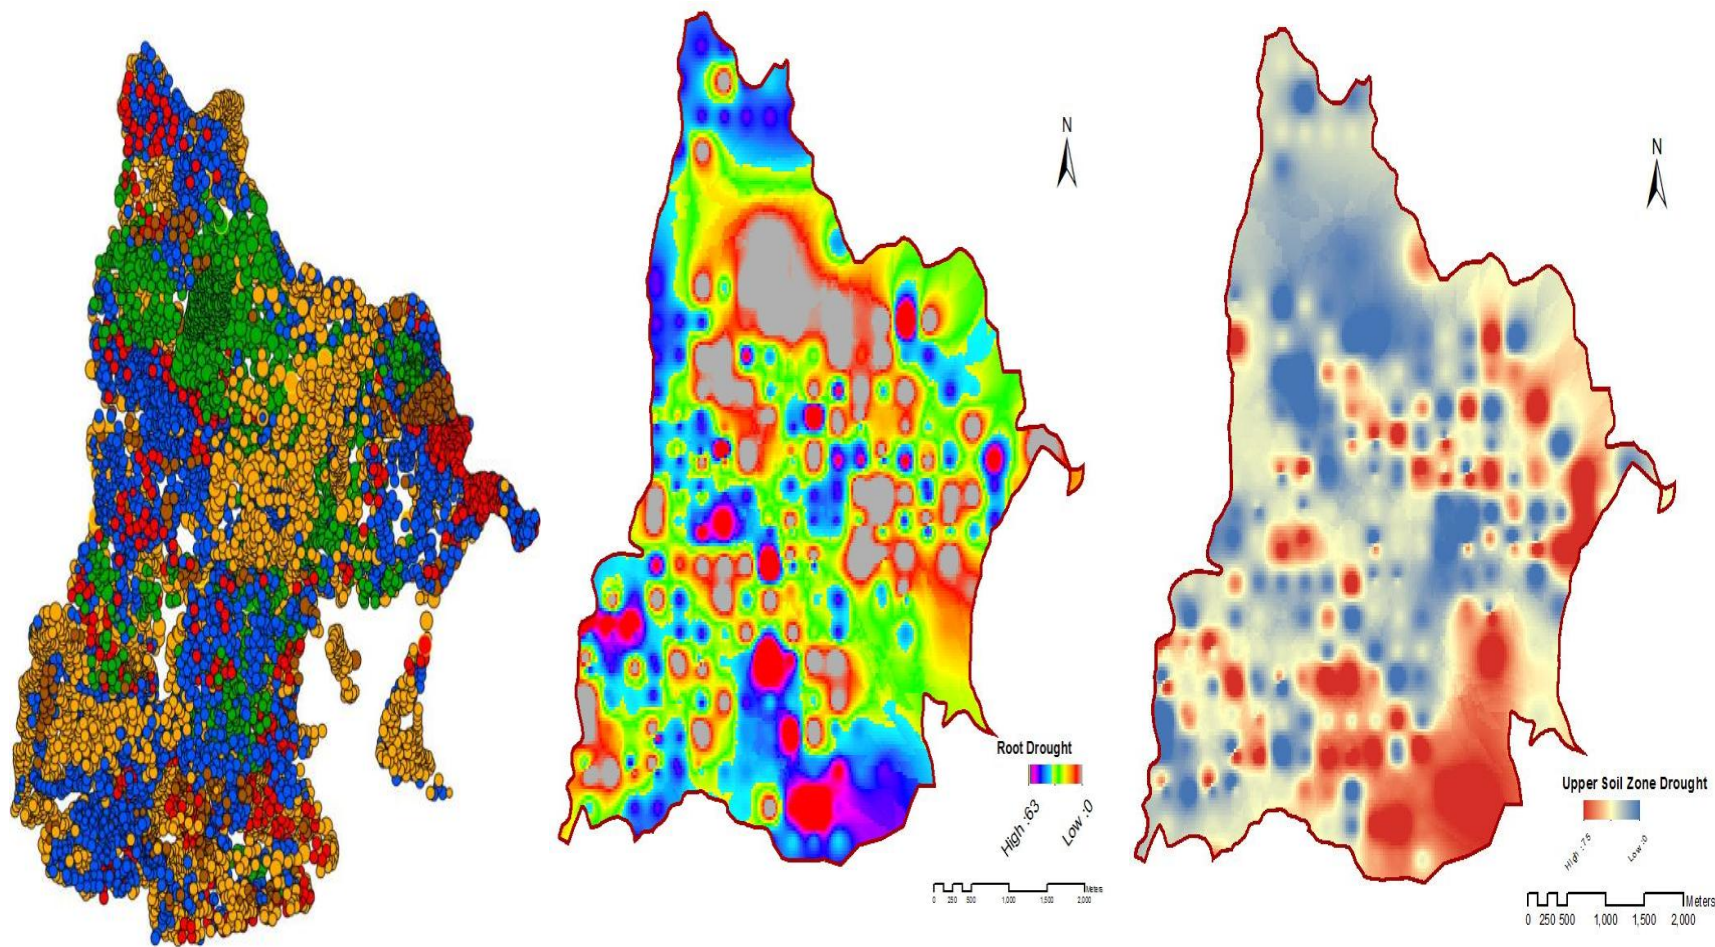 N
N
Root Drought
High :63
Low :0
Meters
0 250 500 1,000 1,500 2,000
Upper Soil Zone Drought
High :75
Low :0
Meters
0 250 500 1,000 1,500 2,000